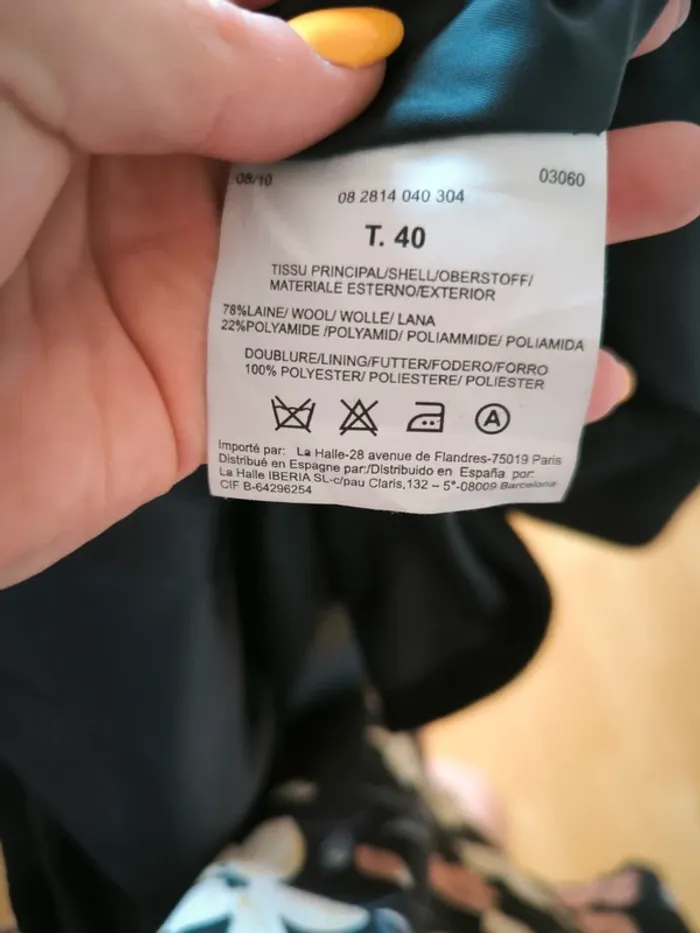 08/10 03060
08 2814 040 304
T. 40
TISSU PRINCIPAL/SHELL/OBERSTOFF/
MATERIALE ESTERNO/EXTERIOR
78%LAINE/ WOOL/ WOLLE/ LANA
22%POLYAMIDE /POLYAMID/ POLIAMMIDE/ POLIAMIDA
DOUBLURE/LINING/FUTTER/FODERO/FORRO
100% POLYESTER/ POLIESTERE/ POLIESTER
A
Importé par: La Halle-28 avenue de Flandres-75019 Paris
Distribué en Espagne par:/Distribuido en España por:
La Halle IBERIA SL-c/pau Claris,132 – 5°-08009 Barcelona
CIF B-64296254